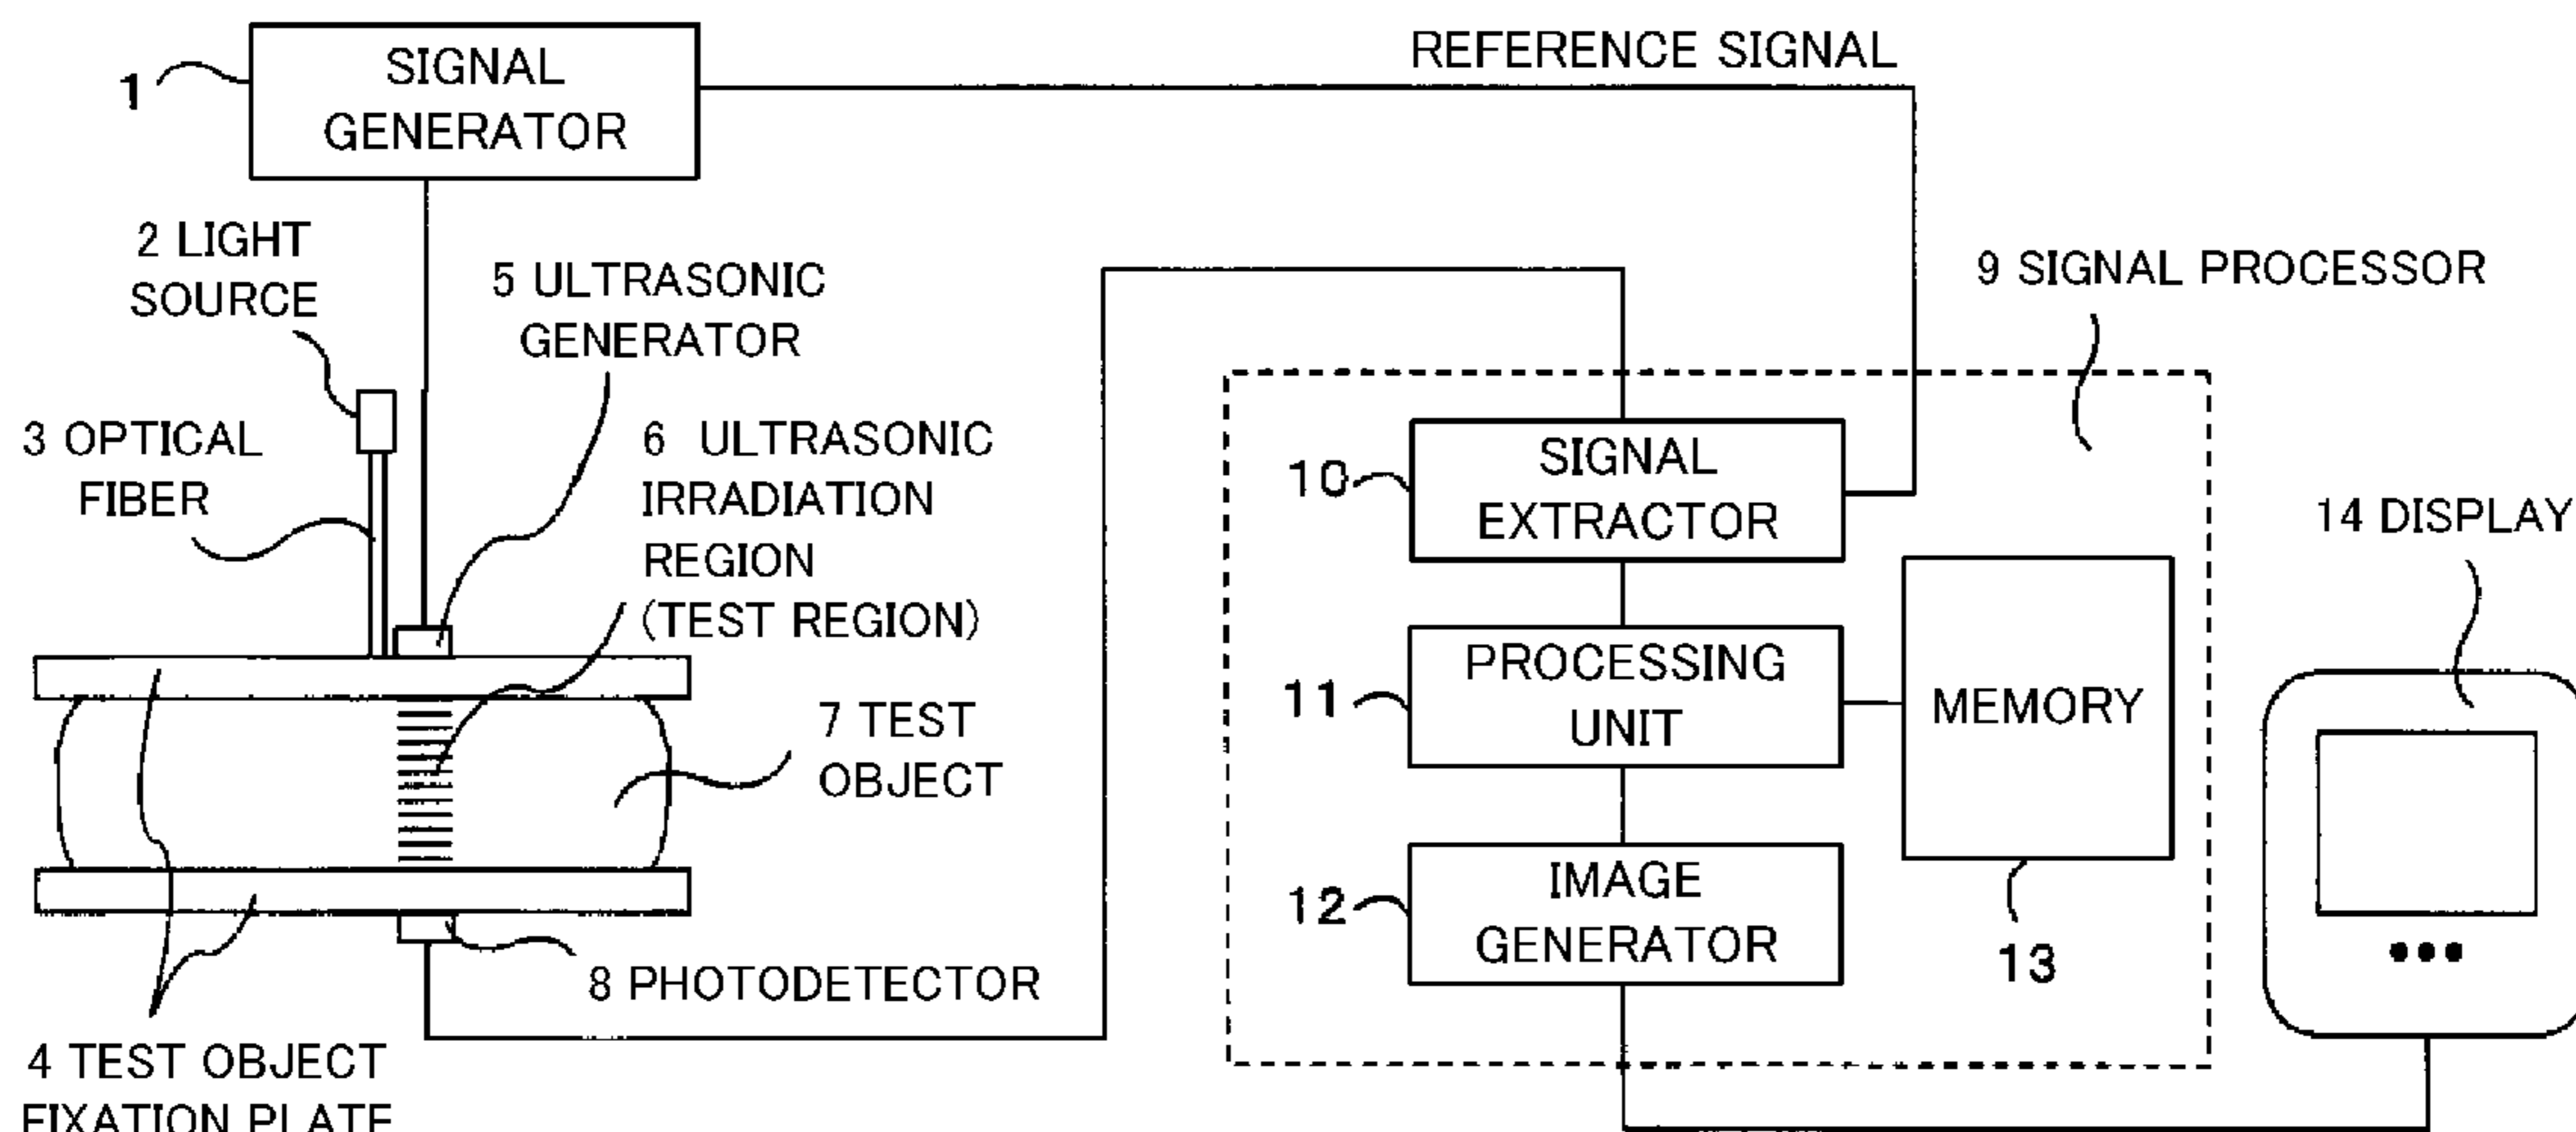 REFERENCE SIGNAL
1
SIGNAL
GENERATOR
2 LIGHT
SOURCE
5 ULTRASONIC
GENERATOR
9 SIGNAL PROCESSOR
3 OPTICAL
FIBER
6 ULTRASONIC
IRRADIATION
REGION
(TEST REGION)
10
SIGNAL
EXTRACTOR
14 DISPLAY
11
PROCESSING
UNIT
MEMORY
7 TEST
OBJECT
12
IMAGE
GENERATOR
13
8 PHOTODETECTOR
4 TEST OBJECT
FIXATION PLATE